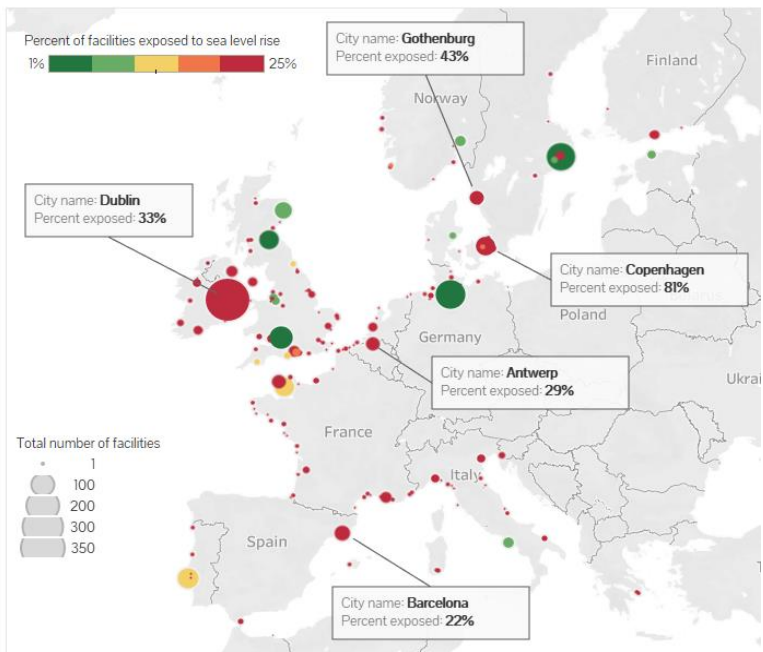 Percent of facilities exposed to sea level rise
1% 25%
City name: Gothenburg
Percent exposed: 43%
Finland
Norway
City name: Dublin
Percent exposed: 33%
City name: Copenhagen
Percent exposed: 81%
Poland
Germany
City name: Antwerp
Percent exposed: 29%
Ukrai
France
Total number of facilities
1
100
200
300
350
Italy
Spain
City name: Barcelona
Percent exposed: 22%